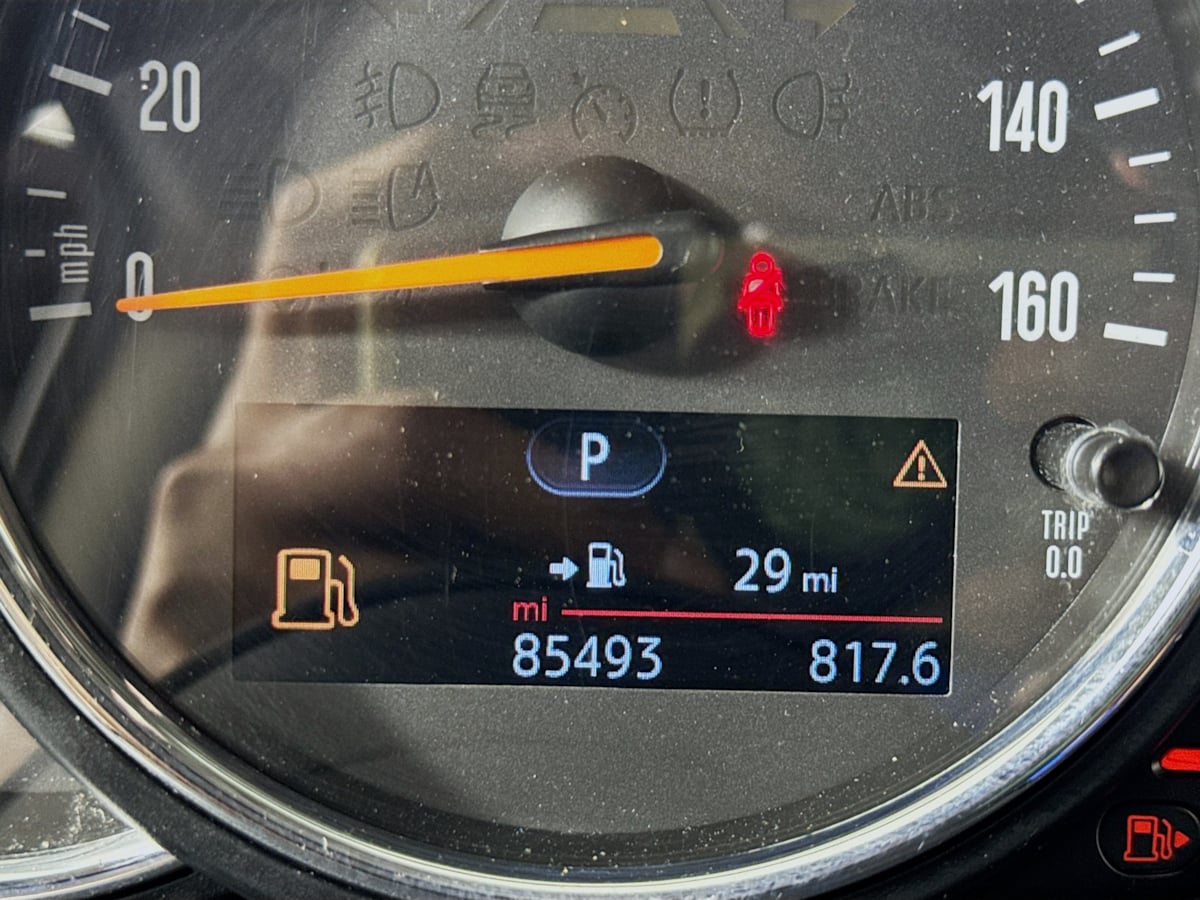 20
140
mph
ABS
0
BRAKE
160
P
29 mi
mi
85493
817.6
TRIP
0.0